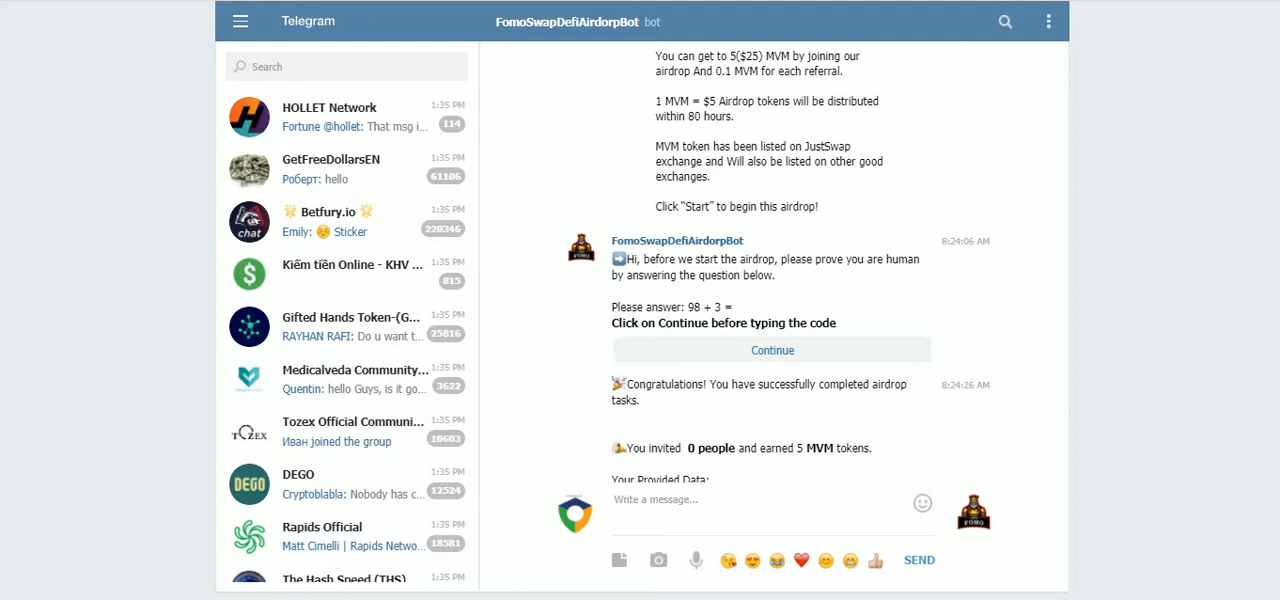 Telegram
FomoSwapDefiAirdorpBot bot
Search
HOLLET Network
1:35 PM
Fortune @hollet: That msg i...
114
GetFreeDollarsEN
1:35 PM
Роберт: hello
61106
Betfury.io
1:35 PM
chat
Emily: Sticker
220346
Kiếm tiền Online - KHV ...
1:35 PM
815
Gifted Hands Token-(G...
1:35 PM
RAYHAN RAFI: Do u want t...
25816
Medicalveda Community...
1:35 PM
Quentin: hello Guys, is it go...
3622
Tozex Official Communi...
1:35 PM
TOZEX
Иван joined the group
10603
DEGO
1:35 PM
DEGO
Cryptoblabla: Nobody has c...
12524
Rapids Official
1:35 PM
Matt Cimelli | Rapids Netwo...
18581
The Hash Speed (THS)
1:35 PM
You can get to 5($25) MVM by joining our
airdrop And 0.1 MVM for each referral.
1 MVM = $5 Airdrop tokens will be distributed
within 80 hours.
MVM token has been listed on JustSwap
exchange and Will also be listed on other good
exchanges.
Click “Start” to begin this airdrop!
FomoSwapDefiAirdorpBot
8:24:06 AM
FOMO
Hi, before we start the airdrop, please prove you are human
by answering the question below.
Please answer: 98 + 3 =
Click on Continue before typing the code
Continue
Congratulations! You have successfully completed airdrop
8:24:26 AM
tasks.
You invited 0 people and earned 5 MVM tokens.
Your Provided Data:
Write a message...
FOMO
SEND